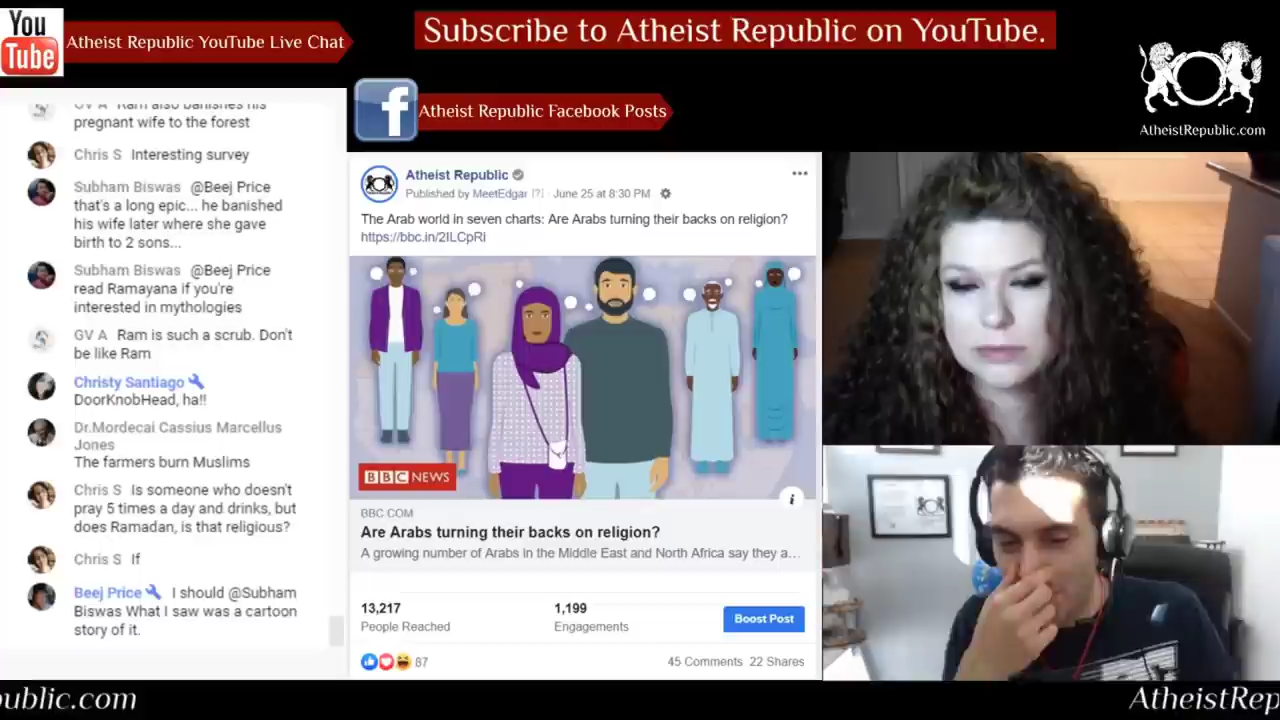 You
Tube
Atheist Republic YouTube Live Chat
Subscribe to Atheist Republic on YouTube.
AtheistRepublic.com
Atheist Republic Facebook Posts
GV A Ram also banishes his
pregnant wife to the forest
Chris S Interesting survey
Subham Biswas @Beej Price
that's a long epic... he banished
his wife later where she gave
birth to 2 sons...
Subham Biswas @Beej Price
read Ramayana if you're
interested in mythologies
GV A Ram is such a scrub. Don't
be like Ram
Christy Santiago
DoorKnobHead, ha!!
Dr.Mordecai Cassius Marcellus
Jones
The farmers burn Muslims
Chris S Is someone who doesn't
pray 5 times a day and drinks, but
does Ramadan, is that religious?
Chris S If
Beej Price I should @Subham
Biswas What I saw was a cartoon
story of it.
Atheist Republic
Published by MeetEdgar [?] · June 25 at 8:30 PM ·
The Arab world in seven charts: Are Arabs turning their backs on religion?
https://bbc.in/2ILCpRi
BBC NEWS
i
BBC.COM
Are Arabs turning their backs on religion?
A growing number of Arabs in the Middle East and North Africa say they a...
13,217
People Reached
1,199
Engagements
Boost Post
87
45 Comments 22 Shares
public.com
AtheistRep